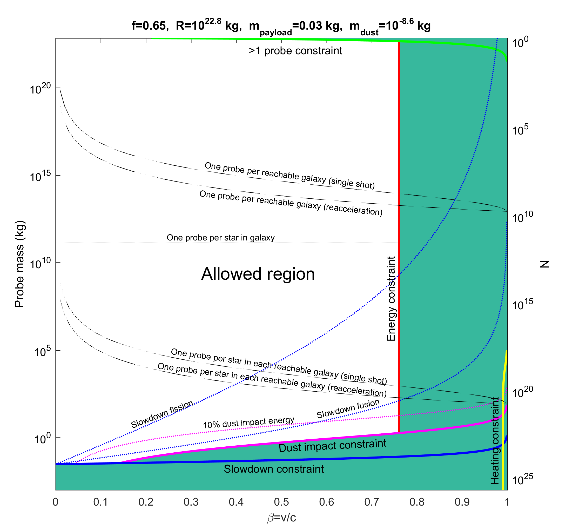 f=0.65, R=10^22.8 kg, m_payload=0.03 kg, m_dust=10^-8.6 kg
>1 probe constraint
10^0
10^20
10^5
One probe per reachable galaxy (single shot)
10^15
One probe per reachable galaxy (reacceleration)
10^10
One probe per star in galaxy
Probe mass (kg)
10^10
Allowed region
Energy constraint
N
10^15
10^5
One probe per star in each reachable galaxy (single shot)
One probe per star in each reachable galaxy (reacceleration)
10^20
Slowdown fission
Slowdown fusion
10% dust impact energy
10^0
Dust impact constraint
Heating constraint
Slowdown constraint
10^25
0 0.1 0.2 0.3 0.4 0.5 0.6 0.7 0.8 0.9 1
β=v/c